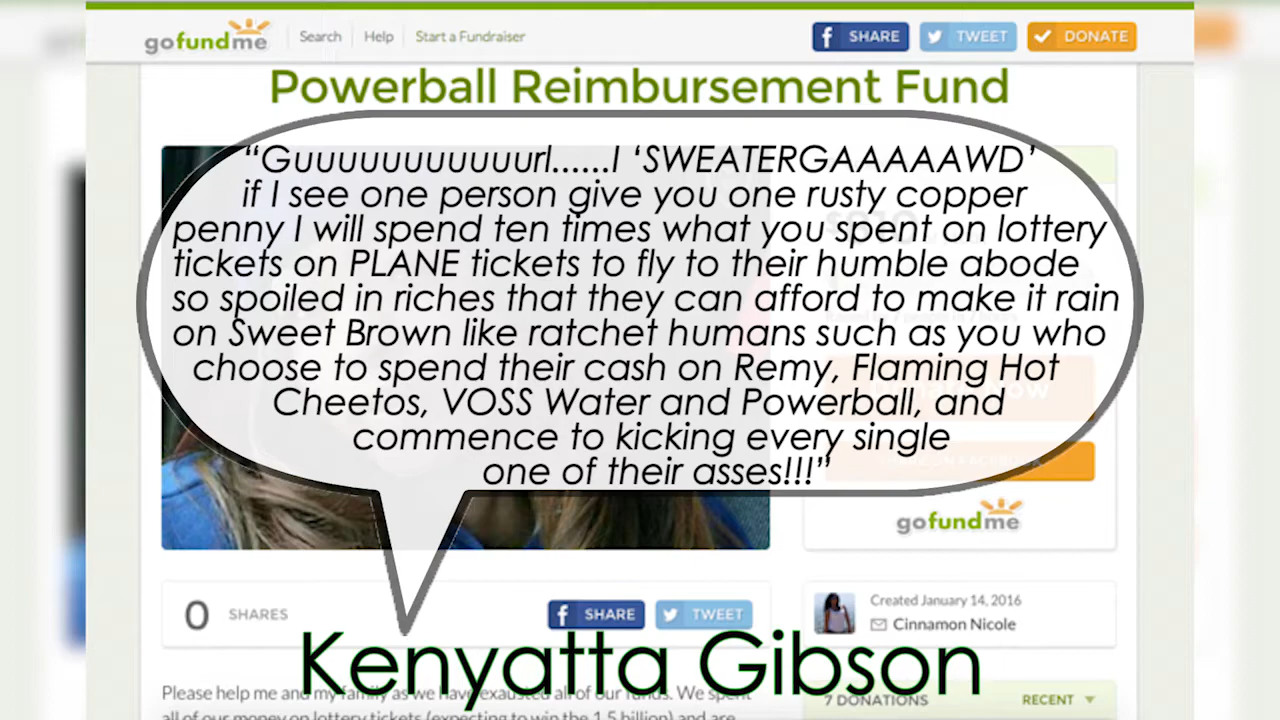 gofundme Search Help Start a Fundraiser SHARE TWEET DONATE
Powerball Reimbursement Fund
“Guuuuuuuuuuurl......I ‘SWEATERGAAAAAWD’
if I see one person give you one rusty copper
penny I will spend ten times what you spent on lottery
tickets on PLANE tickets to fly to their humble abode
so spoiled in riches that they can afford to make it rain
on Sweet Brown like ratchet humans such as you who
choose to spend their cash on Remy, Flaming Hot
Cheetos, VOSS Water and Powerball, and
commence to kicking every single
one of their asses!!!”
gofundme
0 SHARES SHARE TWEET
Created January 14, 2016
Cinnamon Nicole
Kenyatta Gibson
Please help me and my family as we have exausted all of our funds. We spent
all of our money on lottery tickets (expecting to win the 1.5 billion) and are
7 DONATIONS RECENT